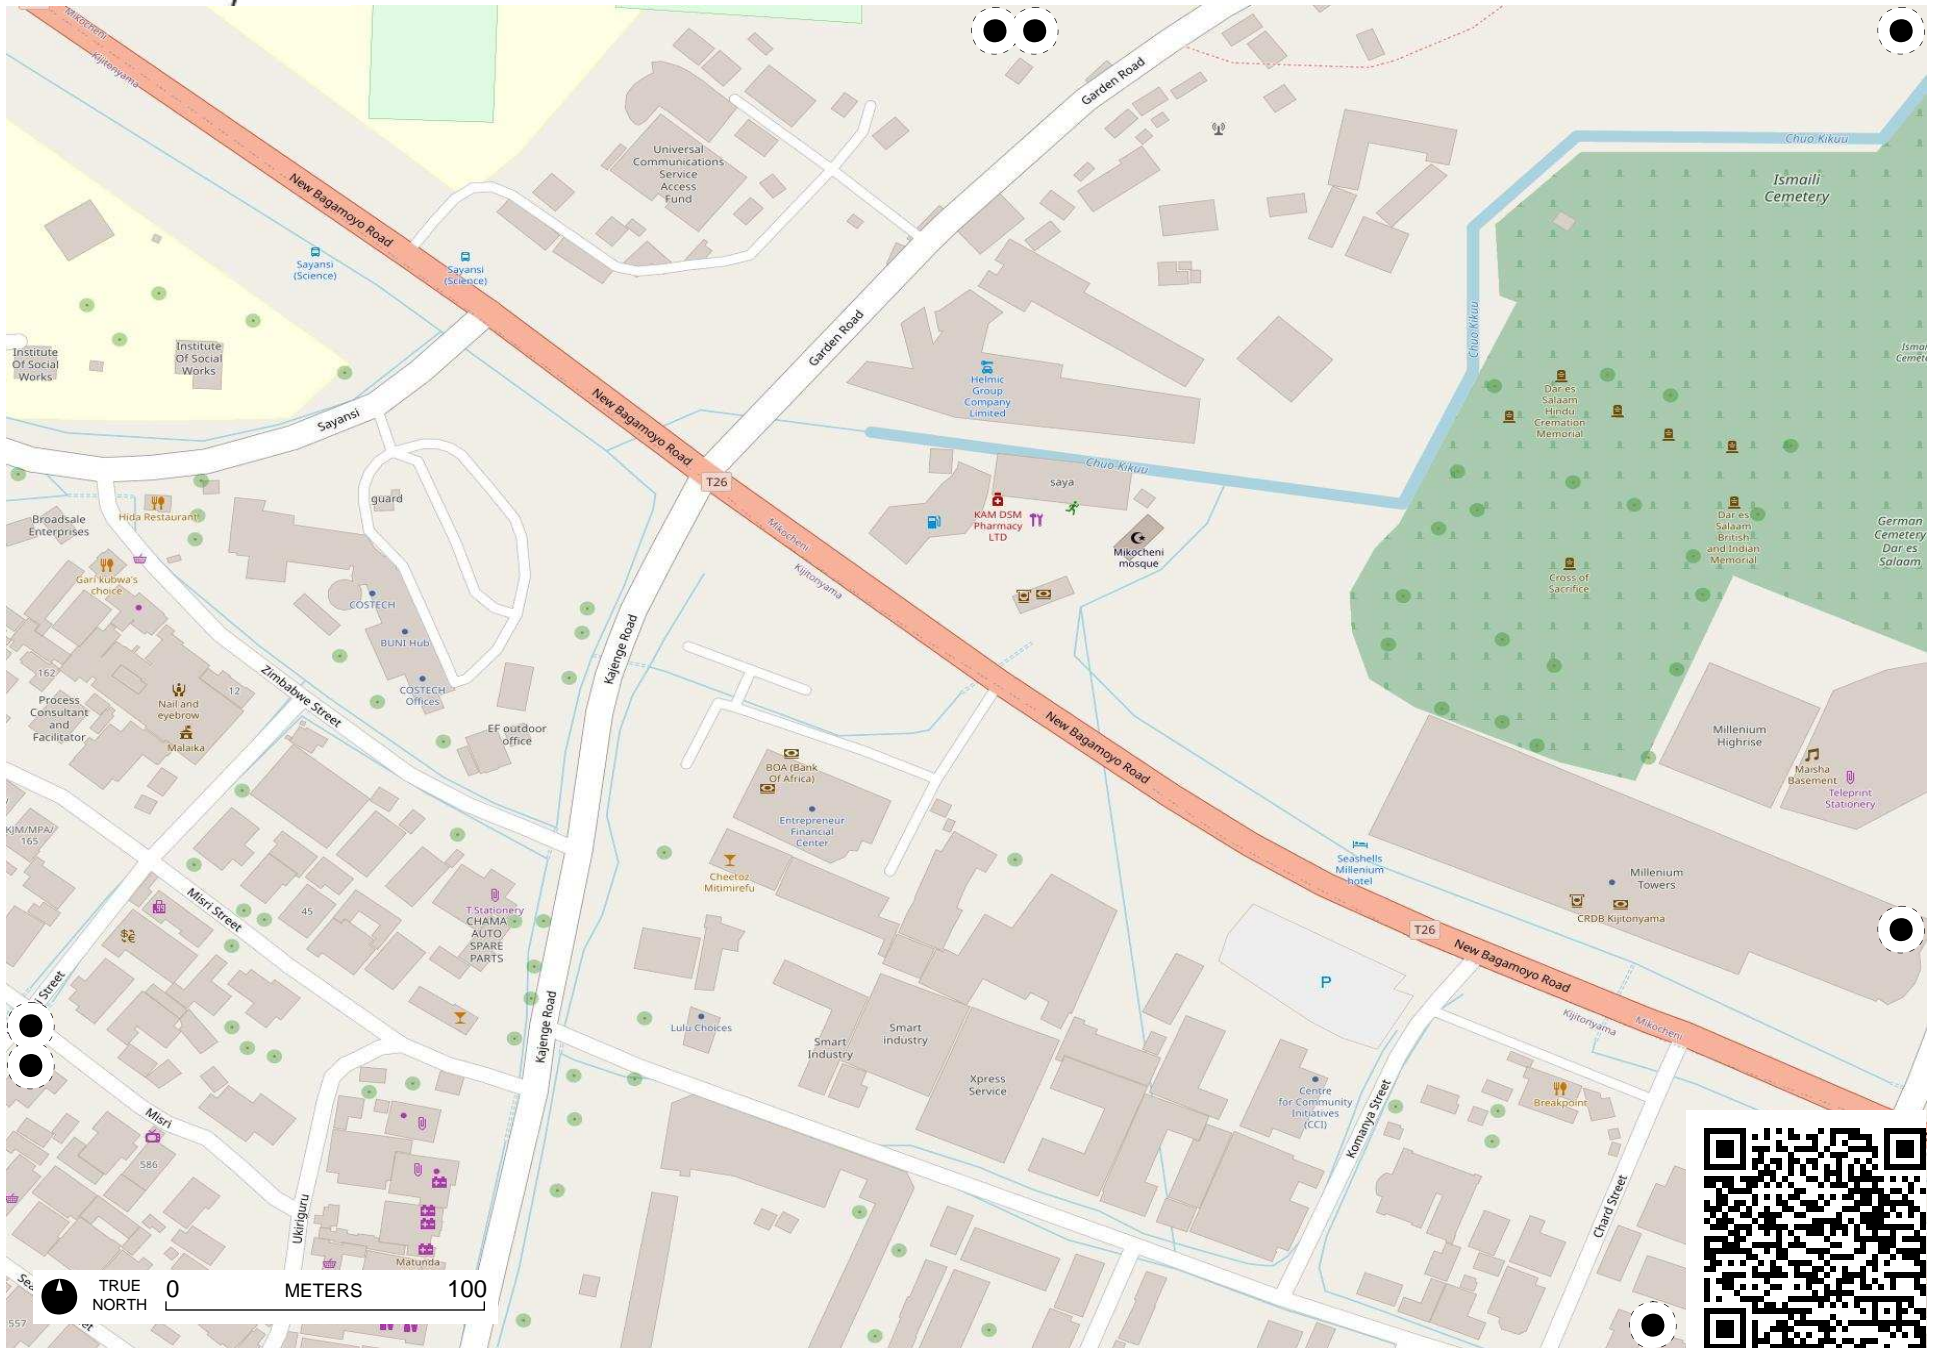 Mikocheni
Kijitonyama
New Bagamoyo Road
Garden Road
Universal
Communications
Service
Access
Fund
Chuo Kikuu
Ismaili
Cemetery
Sayansi
(Science)
Sayansi
(Science)
Garden Road
Chuo Kikuu
Institute
Of Social
Works
Institute
Of Social
Works
Helmic
Group
Company
Limited
Dar es
Salaam
Hindu
Cremation
Memorial
Sayansi
New Bagamoyo Road
T26
Chuo Kikuu
saya
guard
Hida Restaurant
Broadsale
Enterprises
KAM DSM
Pharmacy
LTD
Mikocheni
mosque
Mikocheni
Kijitonyama
Dar es
Salaam
British
and Indian
Memorial
German
Cemetery
Dar es
Salaam
Cross of
Sacrifice
Gari kubwa's
choice
COSTECH
BUNI Hub
COSTECH
Offices
Kajenge Road
162
12
Process
Consultant
and
Facilitator
Nail and
eyebrow
Malaika
Zimbabwe Street
EF outdoor
office
New Bagamoyo Road
BOA (Bank
Of Africa)
Entrepreneur
Financial
Center
Millenium
Highrise
Maisha
Basement
Teleprint
Stationery
KJM/MPA/
165
Cheetoz
Mitimirefu
Seashells
Millenium
hotel
Millenium
Towers
CRDB Kijitonyama
Misri Street
45
T.Stationery
CHAMA
AUTO
SPARE
PARTS
T26
New Bagamoyo Road
P
Street
Kajenge Road
Lulu Choices
Smart
Industry
Smart
industry
Kijitonyama
Mikocheni
Xpress
Service
Centre
for Community
Initiatives
(CCI)
Breakpoint
Komanya Street
Misri
586
Ukiriguru
Chard Street
Matunda
TRUE
NORTH
0 METERS 100
557